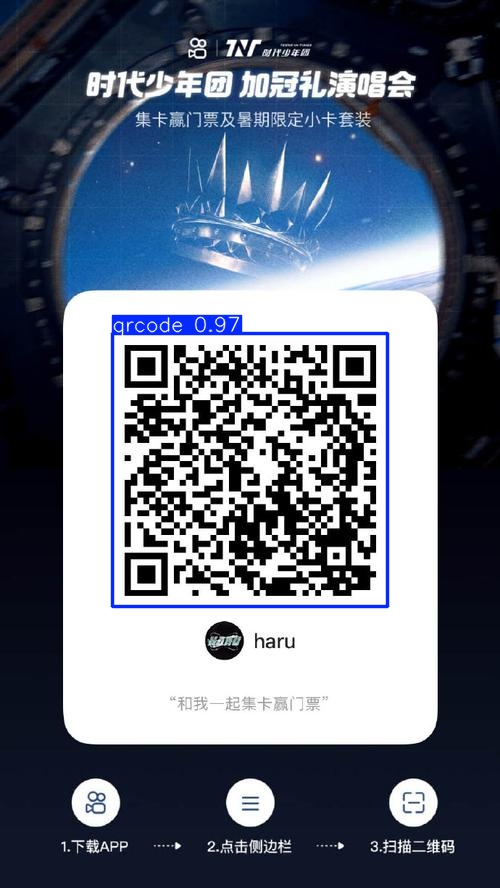 TNT 时代少年团
时代少年团 加冠礼演唱会
集卡赢门票及暑期限定小卡套装
qrcode 0.97
haru
“和我一起集卡赢门票”
1.下载APP
2.点击侧边栏
3.扫描二维码